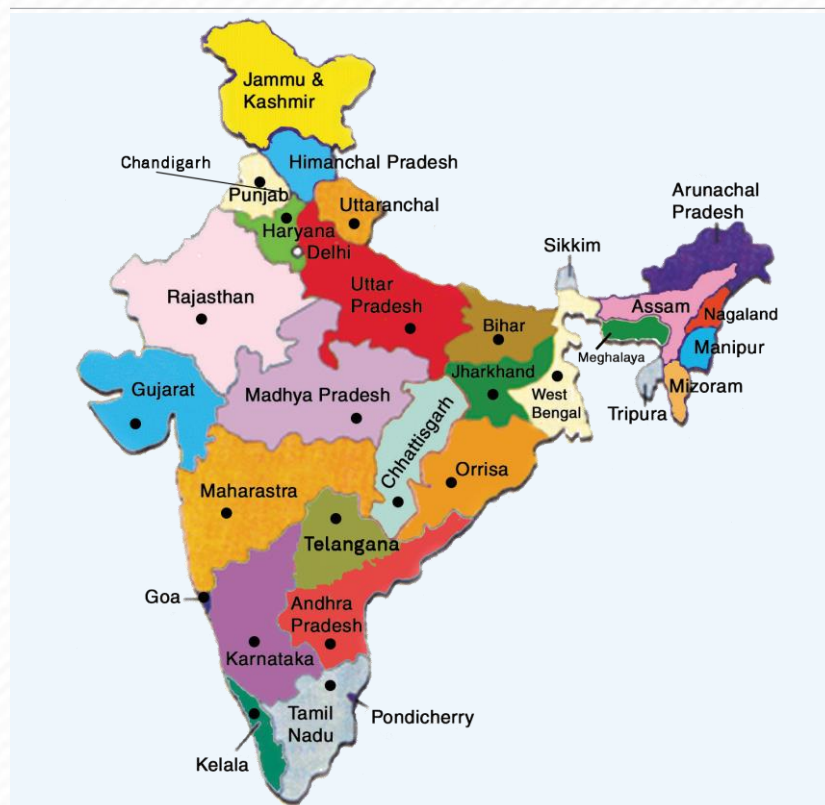 Jammu &
Kashmir
Chandigarh
Himanchal Pradesh
Punjab
Uttaranchal
Arunachal
Pradesh
Haryana
Delhi
Sikkim
Rajasthan
Uttar
Pradesh
Assam
Nagaland
Bihar
Meghalaya
Manipur
Jharkhand
Gujarat
Madhya Pradesh
West
Bengal
Mizoram
Tripura
Chhattisgarh
Orrisa
Maharastra
Telangana
Goa
Andhra
Pradesh
Karnataka
Tamil
Nadu
Pondicherry
Kelala